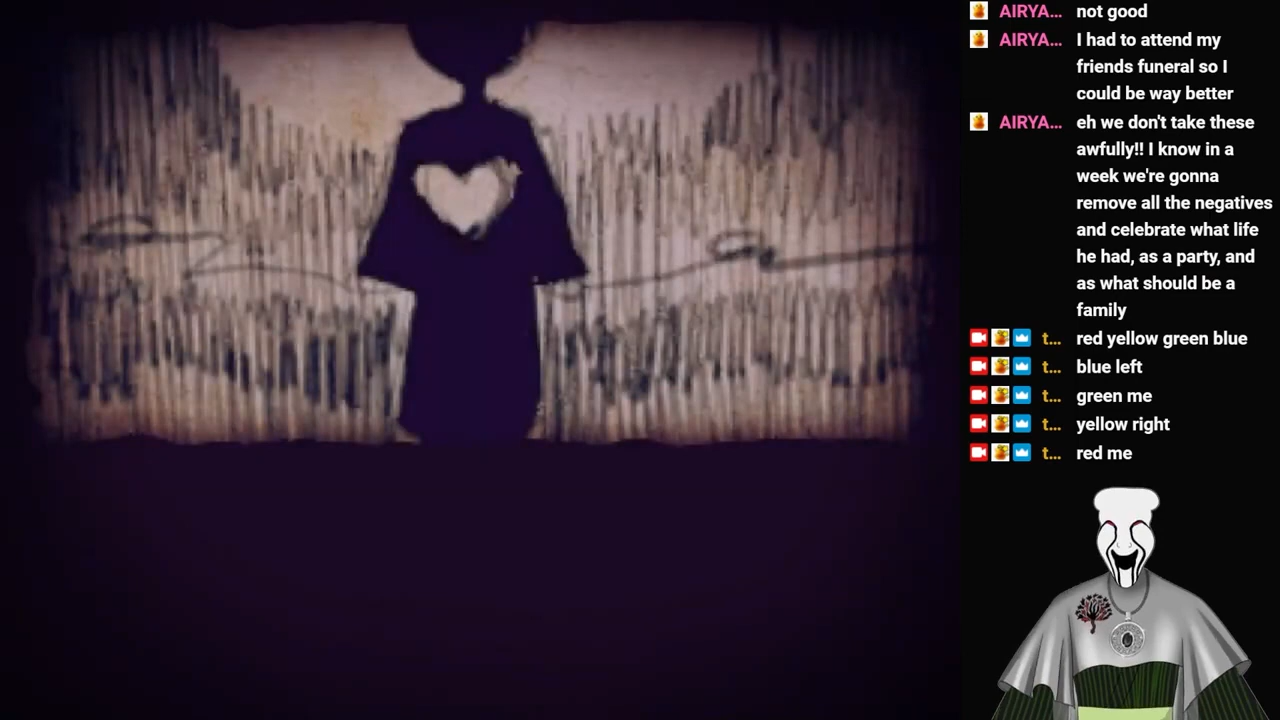 AIRYA… not good
AIRYA… I had to attend my
friends funeral so I
could be way better
AIRYA… eh we don't take these
awfully!! I know in a
week we're gonna
remove all the negatives
and celebrate what life
he had, as a party, and
as what should be a
family
t… red yellow green blue
t… blue left
t… green me
t… yellow right
t… red me